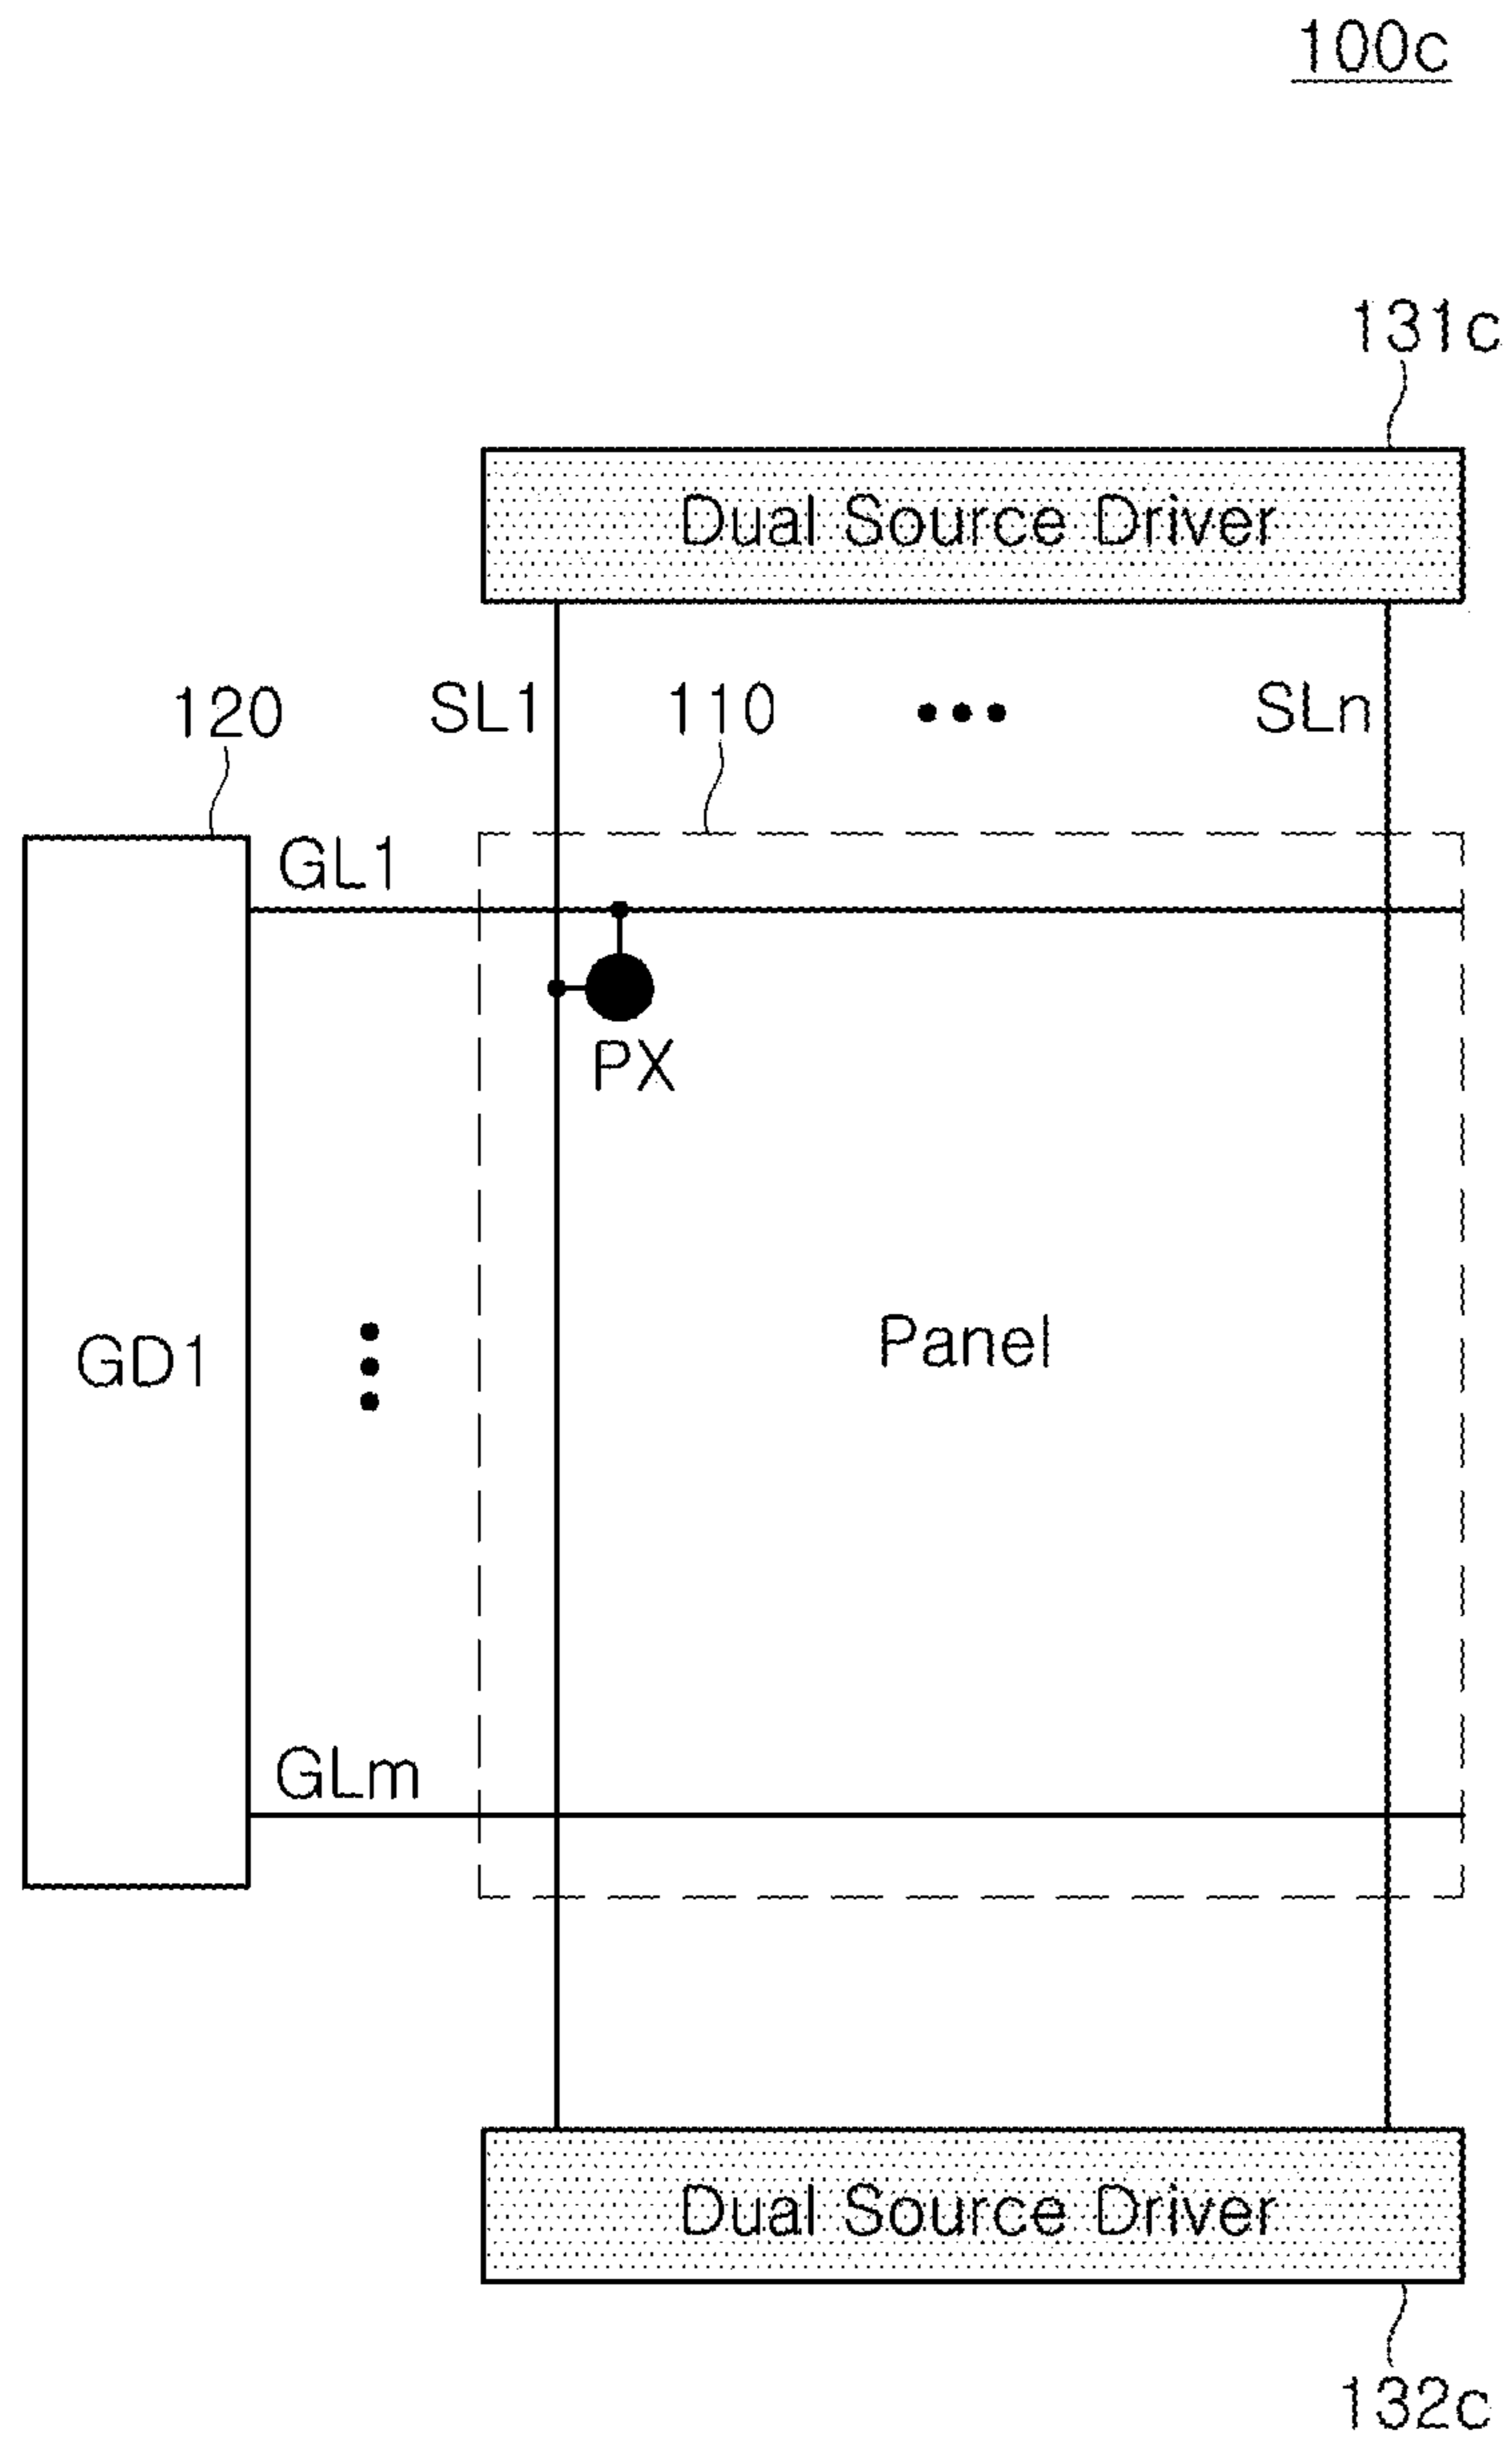 100c
131c
Dual Source Driver
120
SL1
110
SLn
GL1
PX
GD1
Panel
GLm
Dual Source Driver
132c